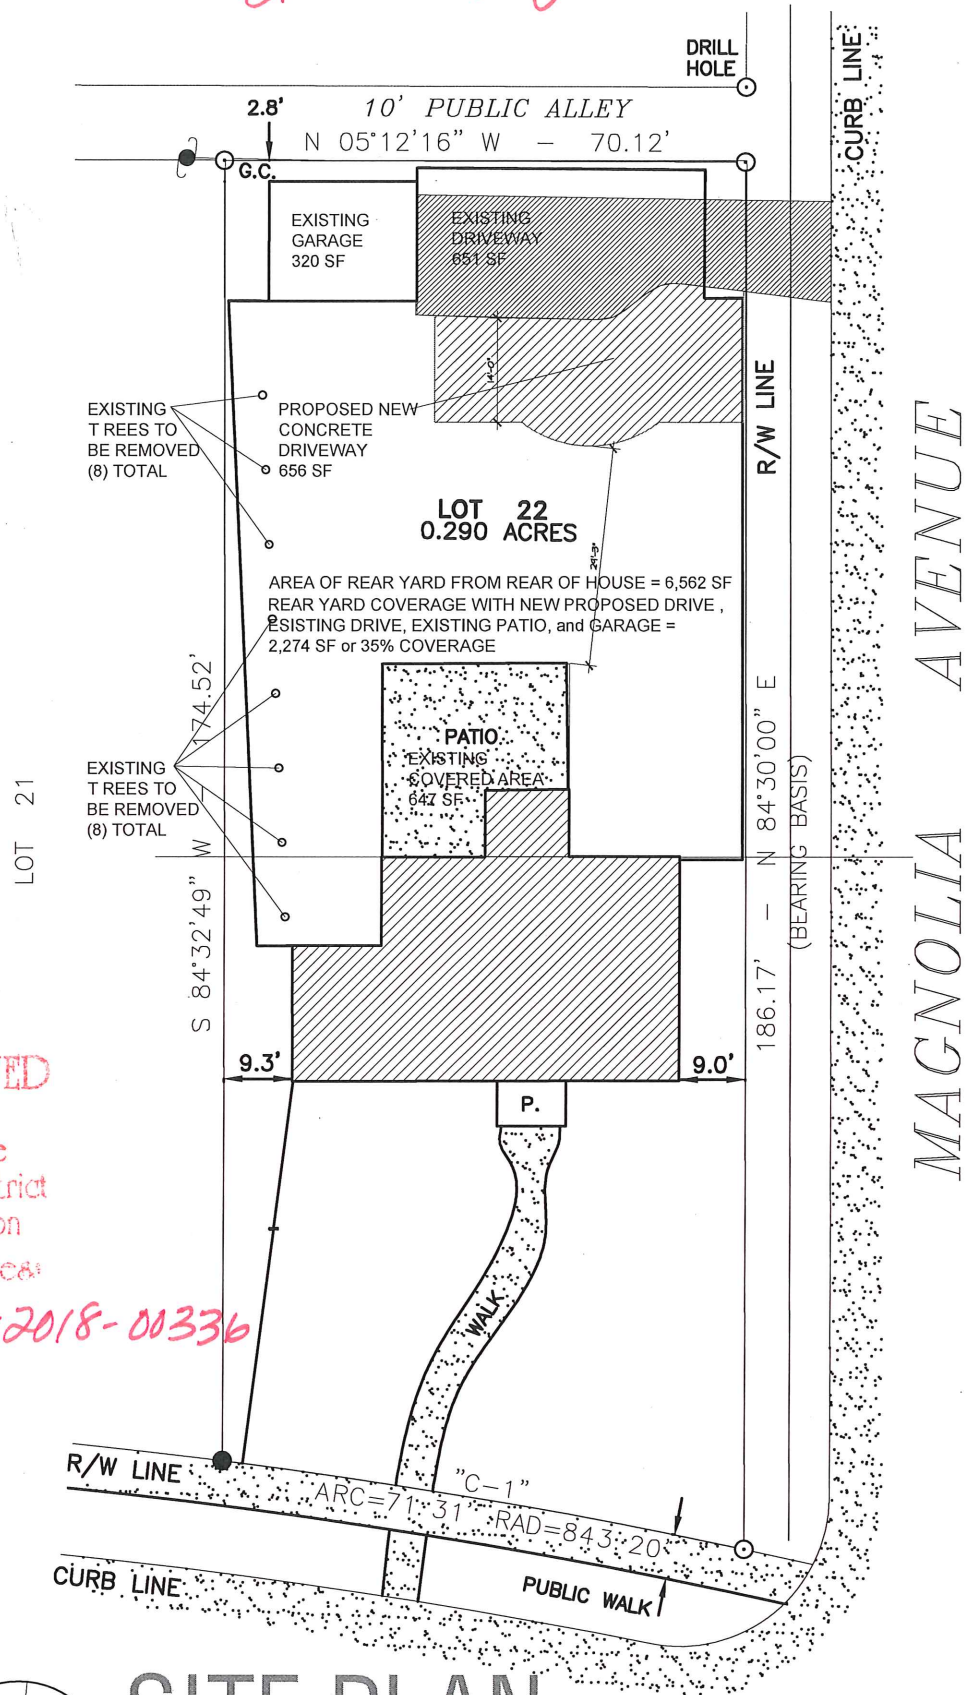 DRILL
HOLE
CURB LINE
2.8'
10' PUBLIC ALLEY
N 05°12'16" W - 70.12'
G.C.
EXISTING
GARAGE
320 SF
EXISTING
DRIVEWAY
651 SF
14'-0"
R/W LINE
EXISTING
T REES TO
BE REMOVED
(8) TOTAL
PROPOSED NEW
CONCRETE
DRIVEWAY
656 SF
LOT 22
0.290 ACRES
AREA OF REAR YARD FROM REAR OF HOUSE = 6,562 SF
REAR YARD COVERAGE WITH NEW PROPOSED DRIVE ,
ESISTING DRIVE, EXISTING PATIO, and GARAGE =
2,274 SF or 35% COVERAGE
MAGNOLIA AVENUE
LOT 21
S 84°32'49" W - 174.52'
186.17' - N 84°30'00" E
(BEARING BASIS)
PATIO
EXISTING
COVERED AREA
647 SF
EXISTING
T REES TO
BE REMOVED
(8) TOTAL
9.3'
9.0'
P.
2018-00336
WALK
R/W LINE
"C-1"
ARC=71.31' RAD=843.20'
CURB LINE
PUBLIC WALK
SITE PLAN